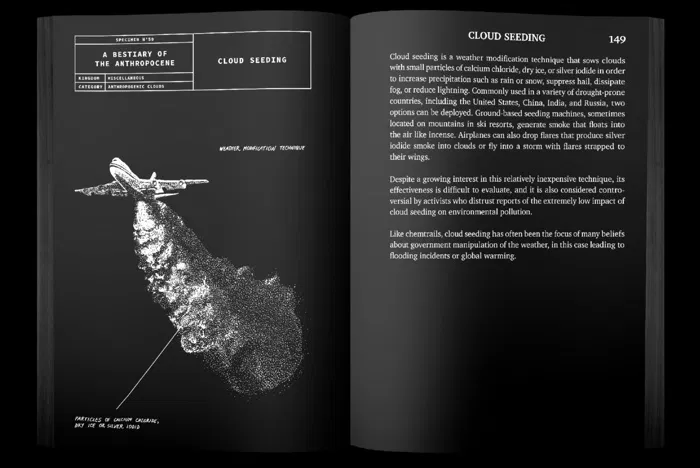 SPECIMEN N°50
A BESTIARY OF
THE ANTHROPOCENE
KINGDOM MISCELLANEOUS
CATEGORY ANTHROPOGENIC CLOUDS
CLOUD SEEDING
WEATHER MODIFICATION TECHNIQUE
PARTICLES OF CALCIUM CHLORIDE,
DRY ICE OR SILVER IODID
CLOUD SEEDING
149
Cloud seeding is a weather modification technique that sows clouds
with small particles of calcium chloride, dry ice, or silver iodide in order
to increase precipitation such as rain or snow, suppress hail, dissipate
fog, or reduce lightning. Commonly used in a variety of drought-prone
countries, including the United States, China, India, and Russia, two
options can be deployed. Ground-based seeding machines, sometimes
located on mountains in ski resorts, generate smoke that floats into
the air like incense. Airplanes can also drop flares that produce silver
iodide smoke into clouds or fly into a storm with flares strapped to
their wings.
Despite a growing interest in this relatively inexpensive technique, its
effectiveness is difficult to evaluate, and it is also considered contro-
versial by activists who distrust reports of the extremely low impact of
cloud seeding on environmental pollution.
Like chemtrails, cloud seeding has often been the focus of many beliefs
about government manipulation of the weather, in this case leading to
flooding incidents or global warming.